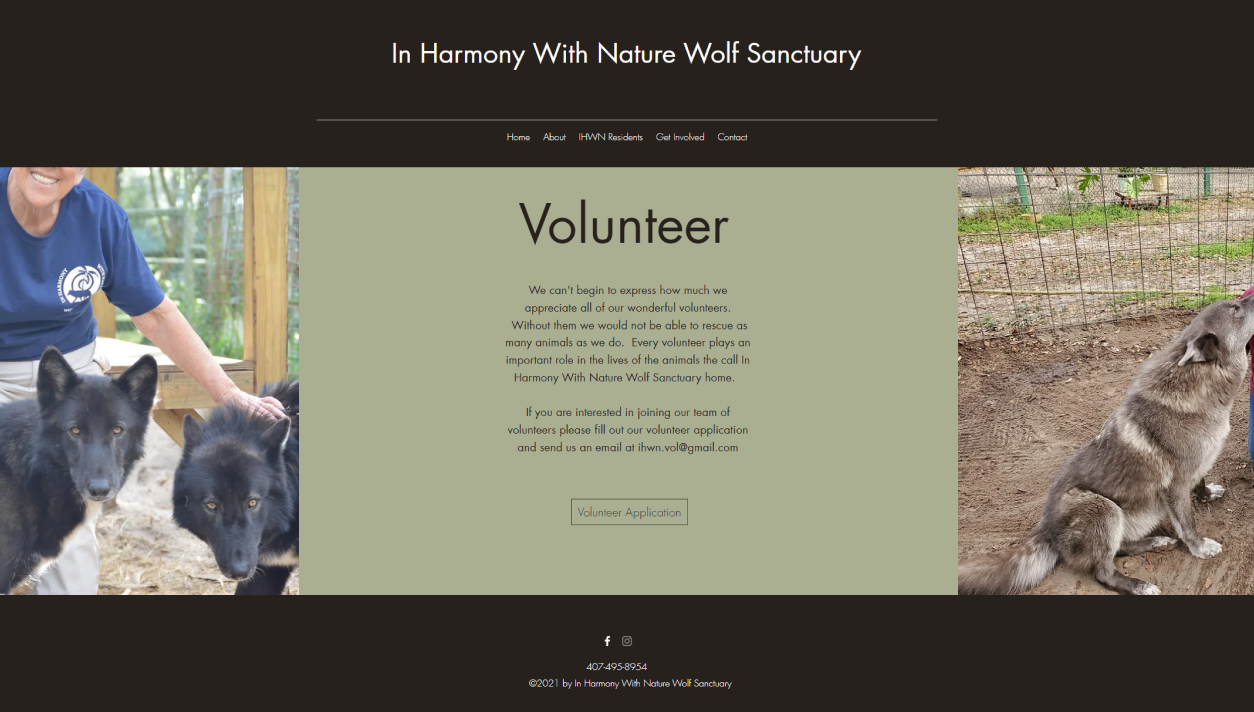 In Harmony With Nature Wolf Sanctuary
Home About IHWN Residents Get Involved Contact
Volunteer
We can't begin to express how much we
appreciate all of our wonderful volunteers.
Without them we would not be able to rescue as
many animals as we do.  Every volunteer plays an
important role in the lives of the animals the call In
Harmony With Nature Wolf Sanctuary home.
If you are interested in joining our team of
volunteers please fill out our volunteer application
and send us an email at ihwn.vol@gmail.com
Volunteer Application
IN HARMONY
407-495-8954
©2021 by In Harmony With Nature Wolf Sanctuary